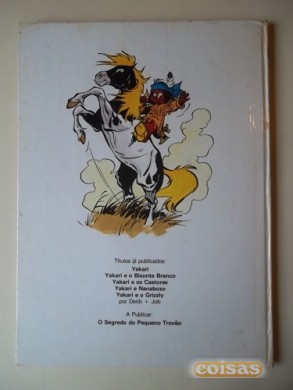 Títulos já publicados:
Yakari
Yakari e o Bisonte Branco
Yakari e os Castores
Yakari e Nanabozo
Yakari e o Grizzly
por Derib + Job
A Publicar:
O Segredo do Pequeno Trovão
coisas